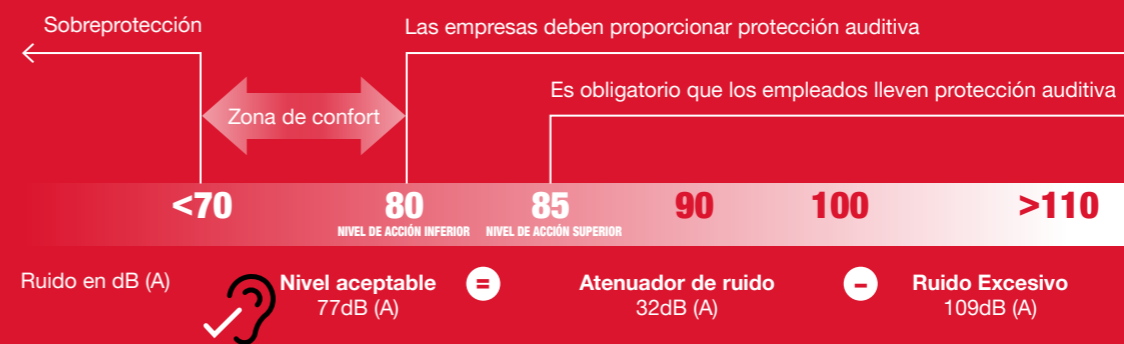 Sobreprotección
Las empresas deben proporcionar protección auditiva
Es obligatorio que los empleados lleven protección auditiva
Zona de confort
<70 80 85 90 100 >110
NIVEL DE ACCIÓN INFERIOR NIVEL DE ACCIÓN SUPERIOR
Ruido en dB (A)
Nivel aceptable = Atenuador de ruido – Ruido Excesivo
77dB (A) 32dB (A) 109dB (A)